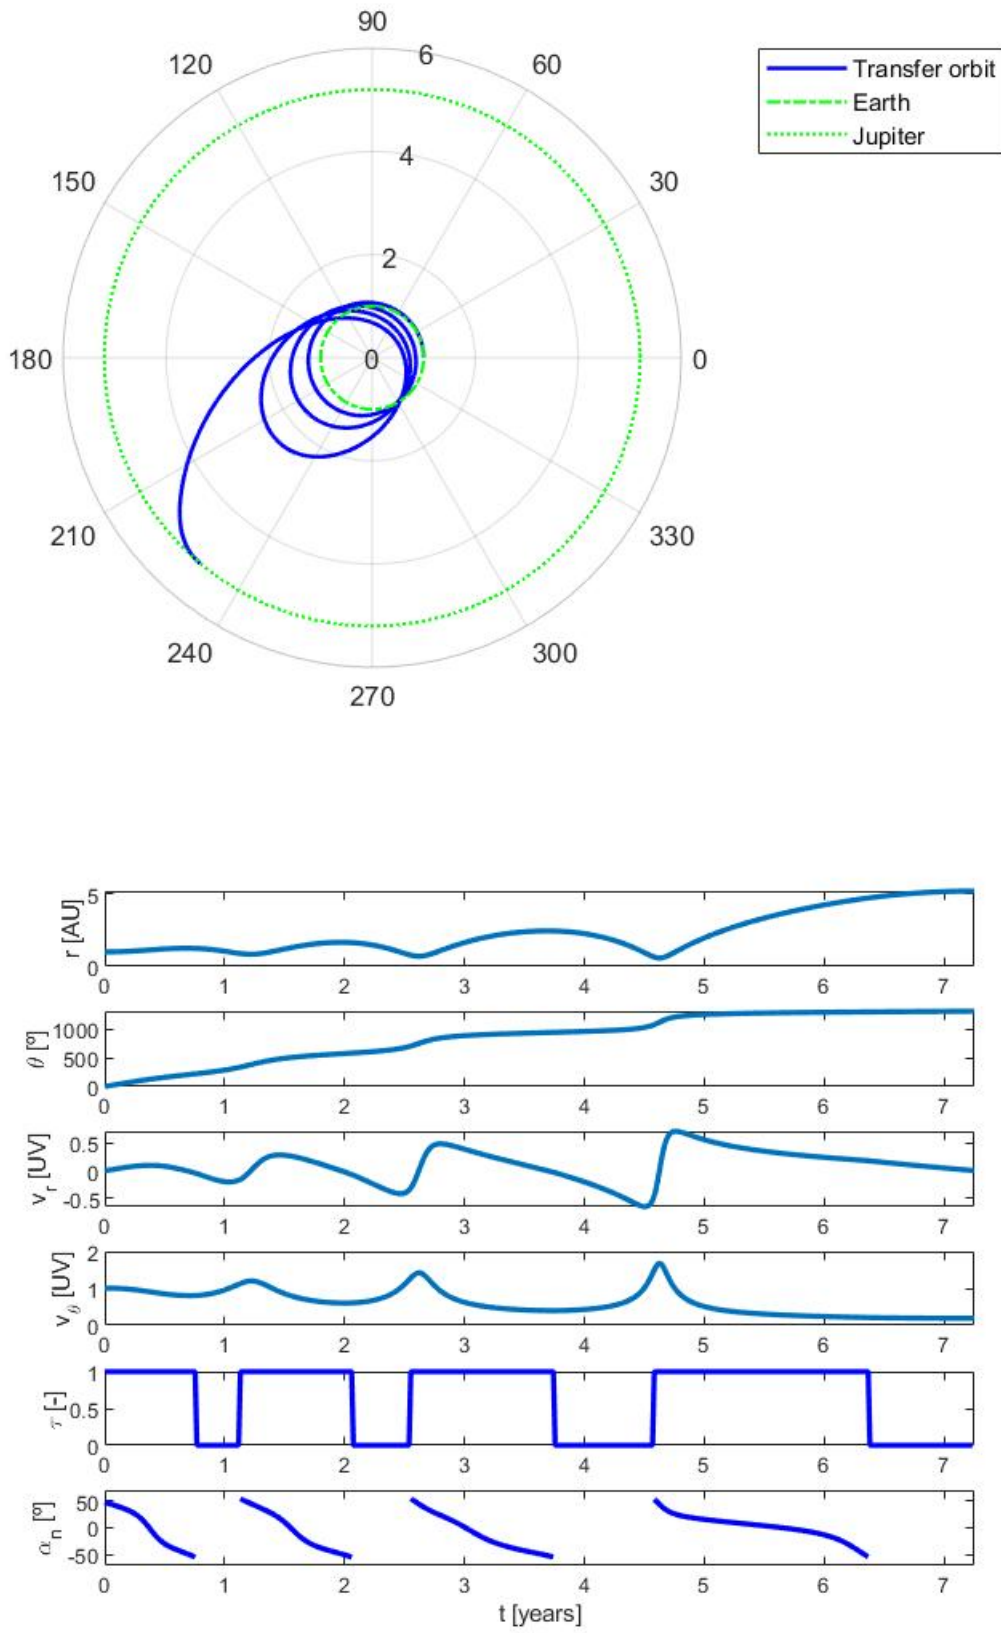 90
120
6
60
Transfer orbit
Earth
Jupiter
4
150
30
2
180
0
0
210
330
240
300
270
r [AU]
5
0
0 1 2 3 4 5 6 7
θ [º]
1000
500
0
0 1 2 3 4 5 6 7
v_r [UV]
0.5
0
-0.5
0 1 2 3 4 5 6 7
v_θ [UV]
2
1
0
0 1 2 3 4 5 6 7
τ [-]
1
0.5
0
0 1 2 3 4 5 6 7
α_n [º]
50
0
-50
0 1 2 3 4 5 6 7
t [years]